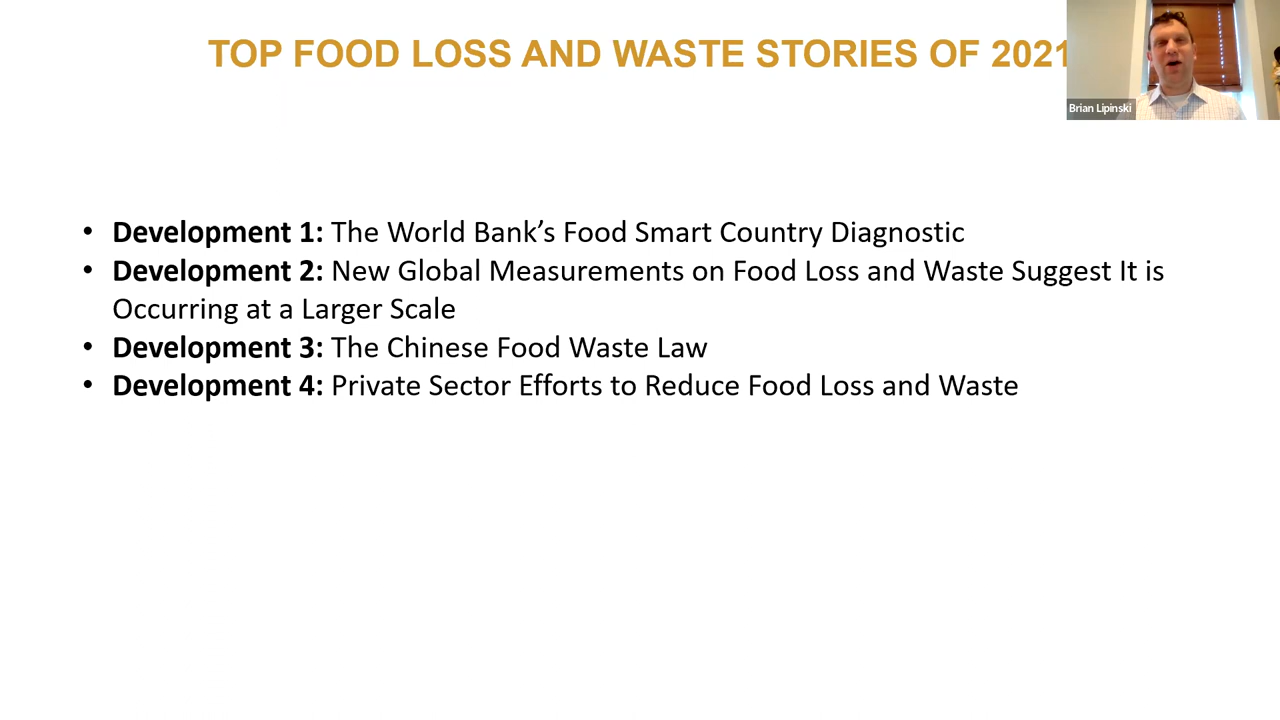 TOP FOOD LOSS AND WASTE STORIES OF 2021
Brian Lipinski
• Development 1: The World Bank’s Food Smart Country Diagnostic
• Development 2: New Global Measurements on Food Loss and Waste Suggest It is
Occurring at a Larger Scale
• Development 3: The Chinese Food Waste Law
• Development 4: Private Sector Efforts to Reduce Food Loss and Waste